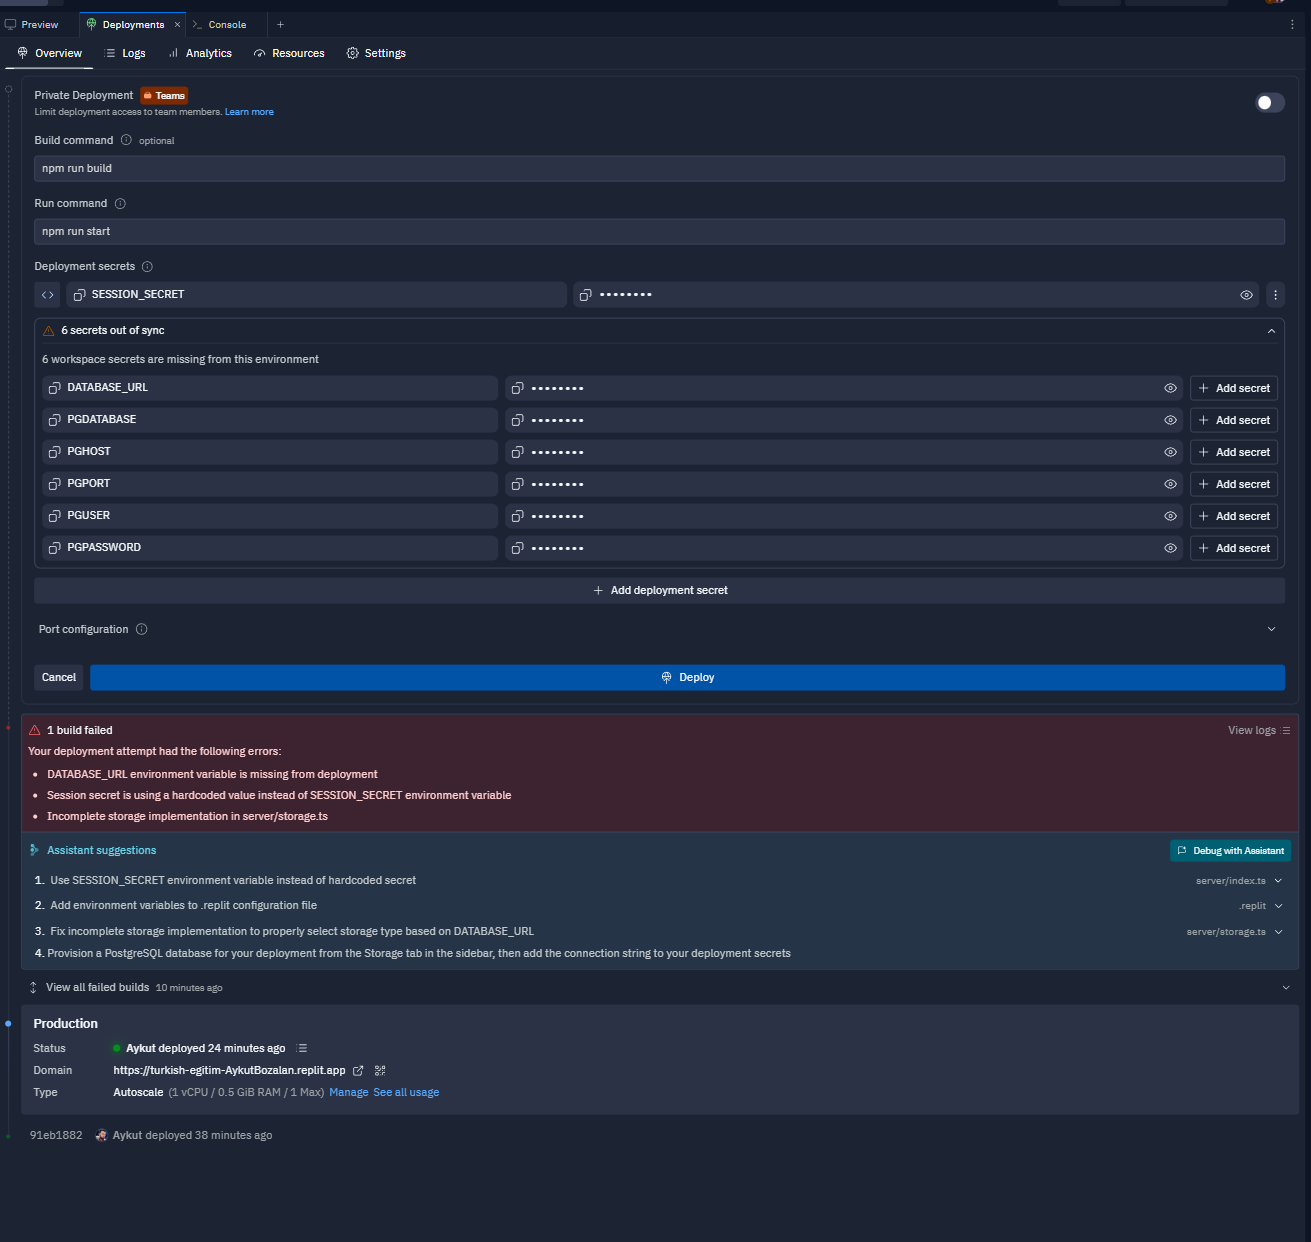 Preview
Deployments ×
Console
+
Overview
Logs
Analytics
Resources
Settings
Private Deployment Teams
Limit deployment access to team members. Learn more
Build command optional
npm run build
Run command
npm run start
Deployment secrets
SESSION_SECRET ••••••••
6 secrets out of sync
6 workspace secrets are missing from this environment
DATABASE_URL •••••••• + Add secret
PGDATABASE •••••••• + Add secret
PGHOST •••••••• + Add secret
PGPORT •••••••• + Add secret
PGUSER •••••••• + Add secret
PGPASSWORD •••••••• + Add secret
+ Add deployment secret
Port configuration
Cancel
Deploy
1 build failed View logs
Your deployment attempt had the following errors:
• DATABASE_URL environment variable is missing from deployment
• Session secret is using a hardcoded value instead of SESSION_SECRET environment variable
• Incomplete storage implementation in server/storage.ts
Assistant suggestions Debug with Assistant
1. Use SESSION_SECRET environment variable instead of hardcoded secret server/index.ts
2. Add environment variables to .replit configuration file .replit
3. Fix incomplete storage implementation to properly select storage type based on DATABASE_URL server/storage.ts
4. Provision a PostgreSQL database for your deployment from the Storage tab in the sidebar, then add the connection string to your deployment secrets
View all failed builds 10 minutes ago
Production
Status Aykut deployed 24 minutes ago
Domain https://turkish-egitim-AykutBozalan.replit.app
Type Autoscale (1 vCPU / 0.5 GiB RAM / 1 Max) Manage See all usage
91eb1882 Aykut deployed 38 minutes ago